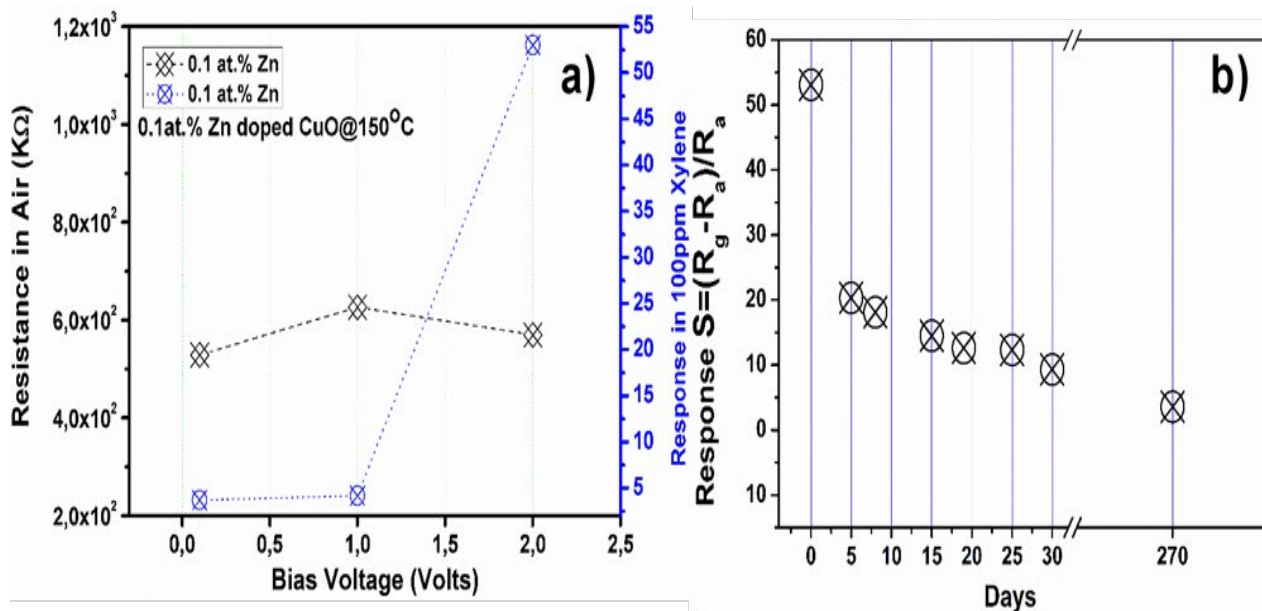 a)
0.1 at.% Zn
0.1 at.% Zn
0.1at.% Zn doped CuO@150°C
Resistance in Air (KΩ)
1,2x10³
1,0x10³
8,0x10²
6,0x10²
4,0x10²
2,0x10²
0,0 0,5 1,0 1,5 2,0 2,5
Bias Voltage (Volts)
55
50
45
40
35
30
25
20
15
10
5
Response in 100ppm Xylene
b)
Response S=(R_g-R_a)/R_a
60
50
40
30
20
10
0
10
0 5 10 15 20 25 30 270
Days